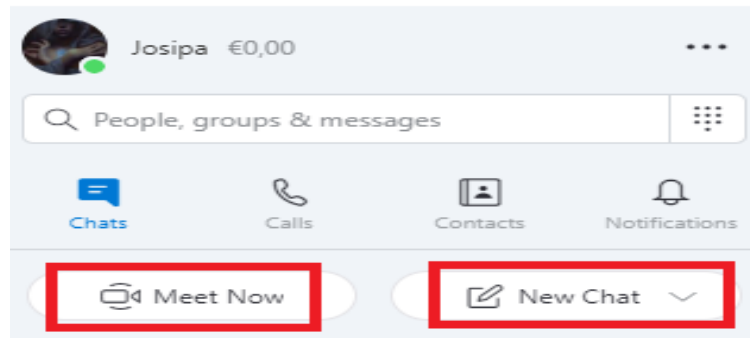 Josipa €0,00
People, groups & messages
Chats Calls Contacts Notifications
Meet Now New Chat